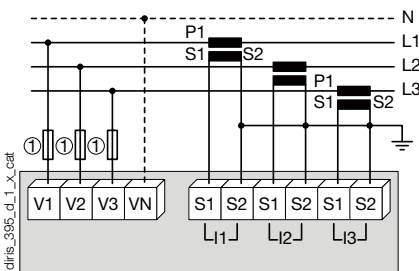 N
P1
L1
S1 S2
L2
P1
L3
S1 S2
① ① ①
V1 V2 V3 VN S1 S2 S1 S2 S1 S2
I1 I2 I3
diris_395_d_1_x_cat